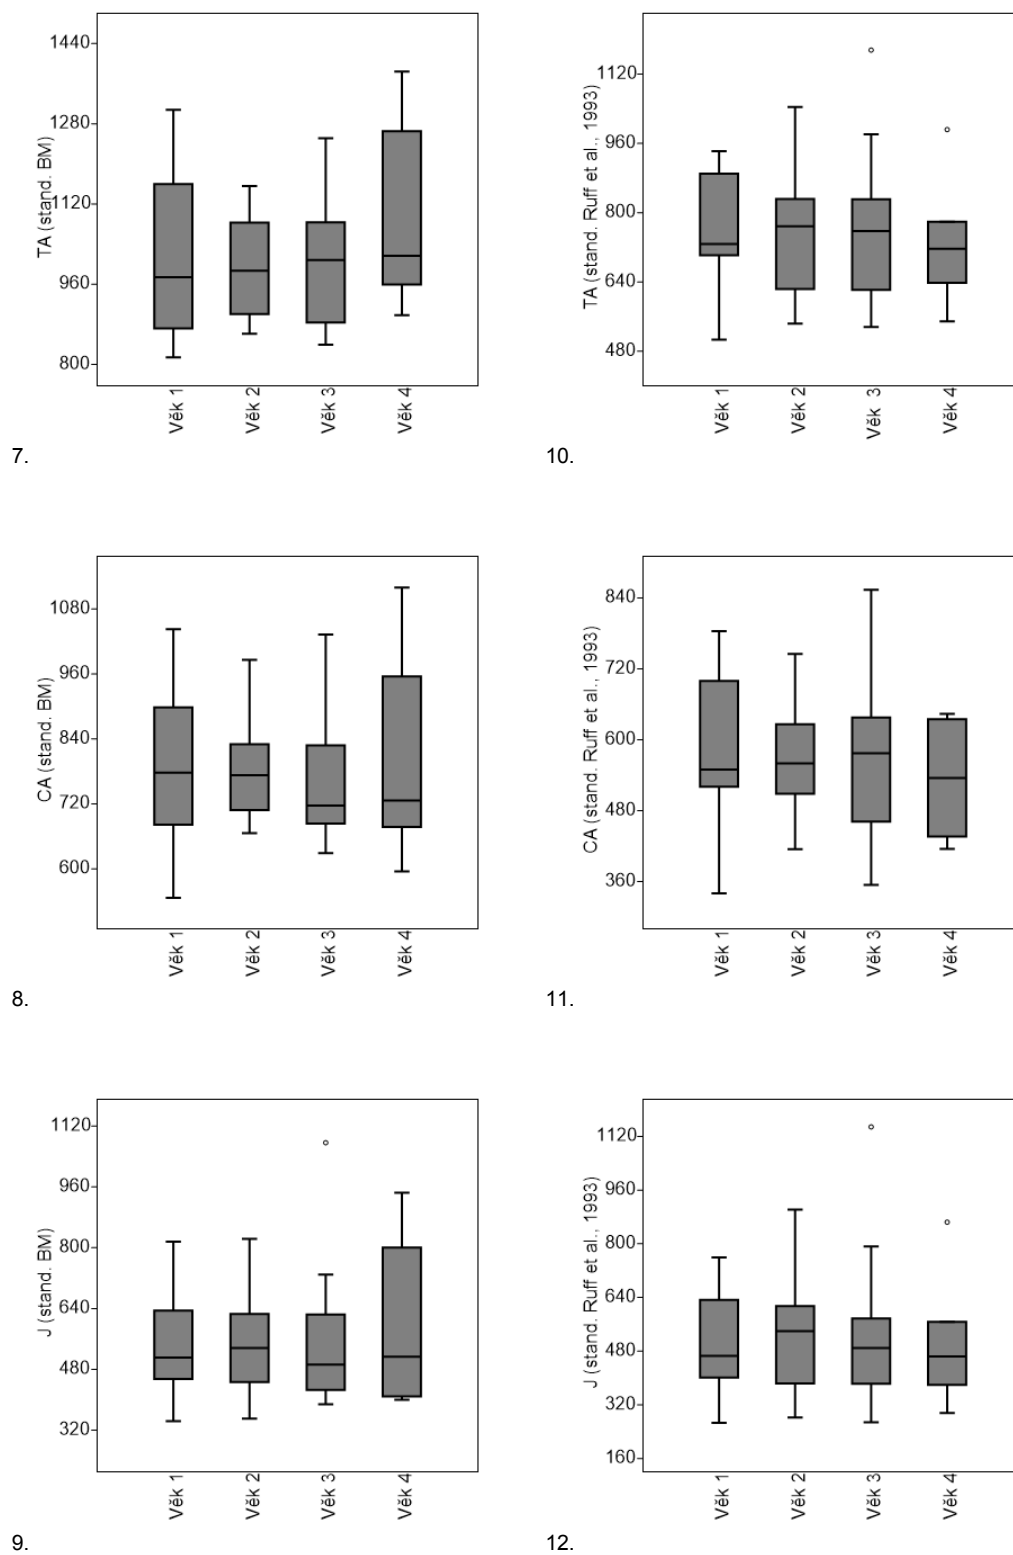 TA (stand. BM)
1440
1280
1120
960
800
Věk 1
Věk 2
Věk 3
Věk 4
7.
TA (stand. Ruff et al., 1993)
1120
960
800
640
480
Věk 1
Věk 2
Věk 3
Věk 4
10.
CA (stand. BM)
1080
960
840
720
600
Věk 1
Věk 2
Věk 3
Věk 4
8.
CA (stand. Ruff et al., 1993)
840
720
600
480
360
Věk 1
Věk 2
Věk 3
Věk 4
11.
J (stand. BM)
1120
960
800
640
480
320
Věk 1
Věk 2
Věk 3
Věk 4
9.
J (stand. Ruff et al., 1993)
1120
960
800
640
480
320
160
Věk 1
Věk 2
Věk 3
Věk 4
12.